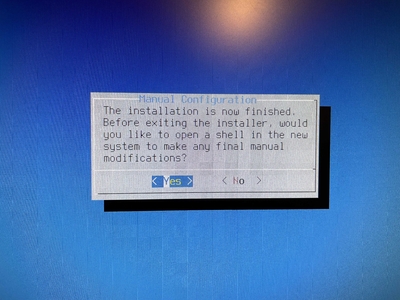 Manual Configuration
The installation is now finished.
Before exiting the installer, would
you like to open a shell in the new
system to make any final manual
modifications?
< Yes > < No >